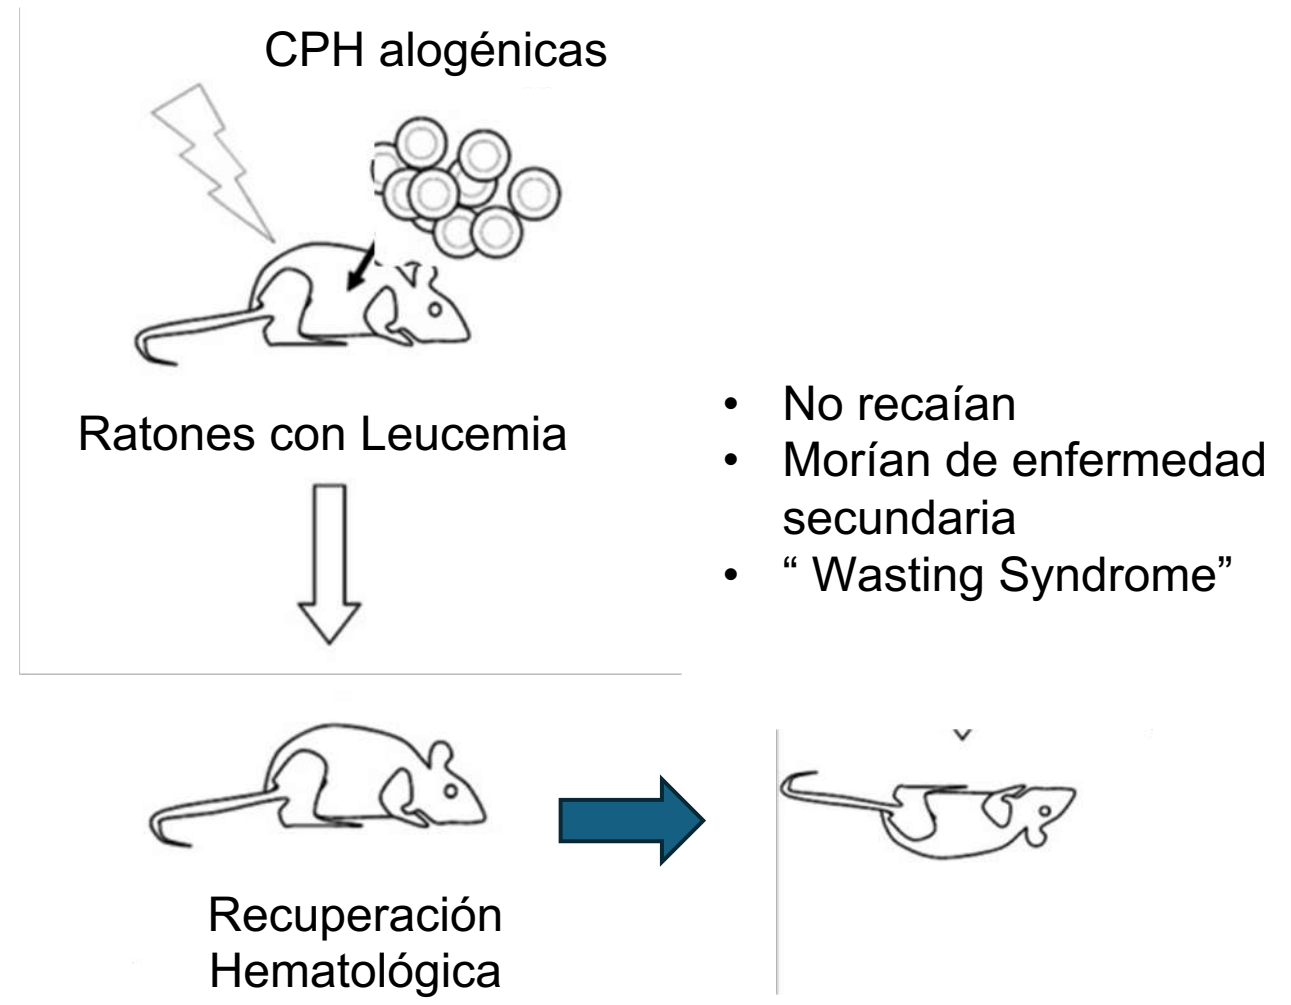 CPH alogénicas
Ratones con Leucemia
• No recaían
• Morían de enfermedad
secundaria
• “ Wasting Syndrome”
Recuperación
Hematológica